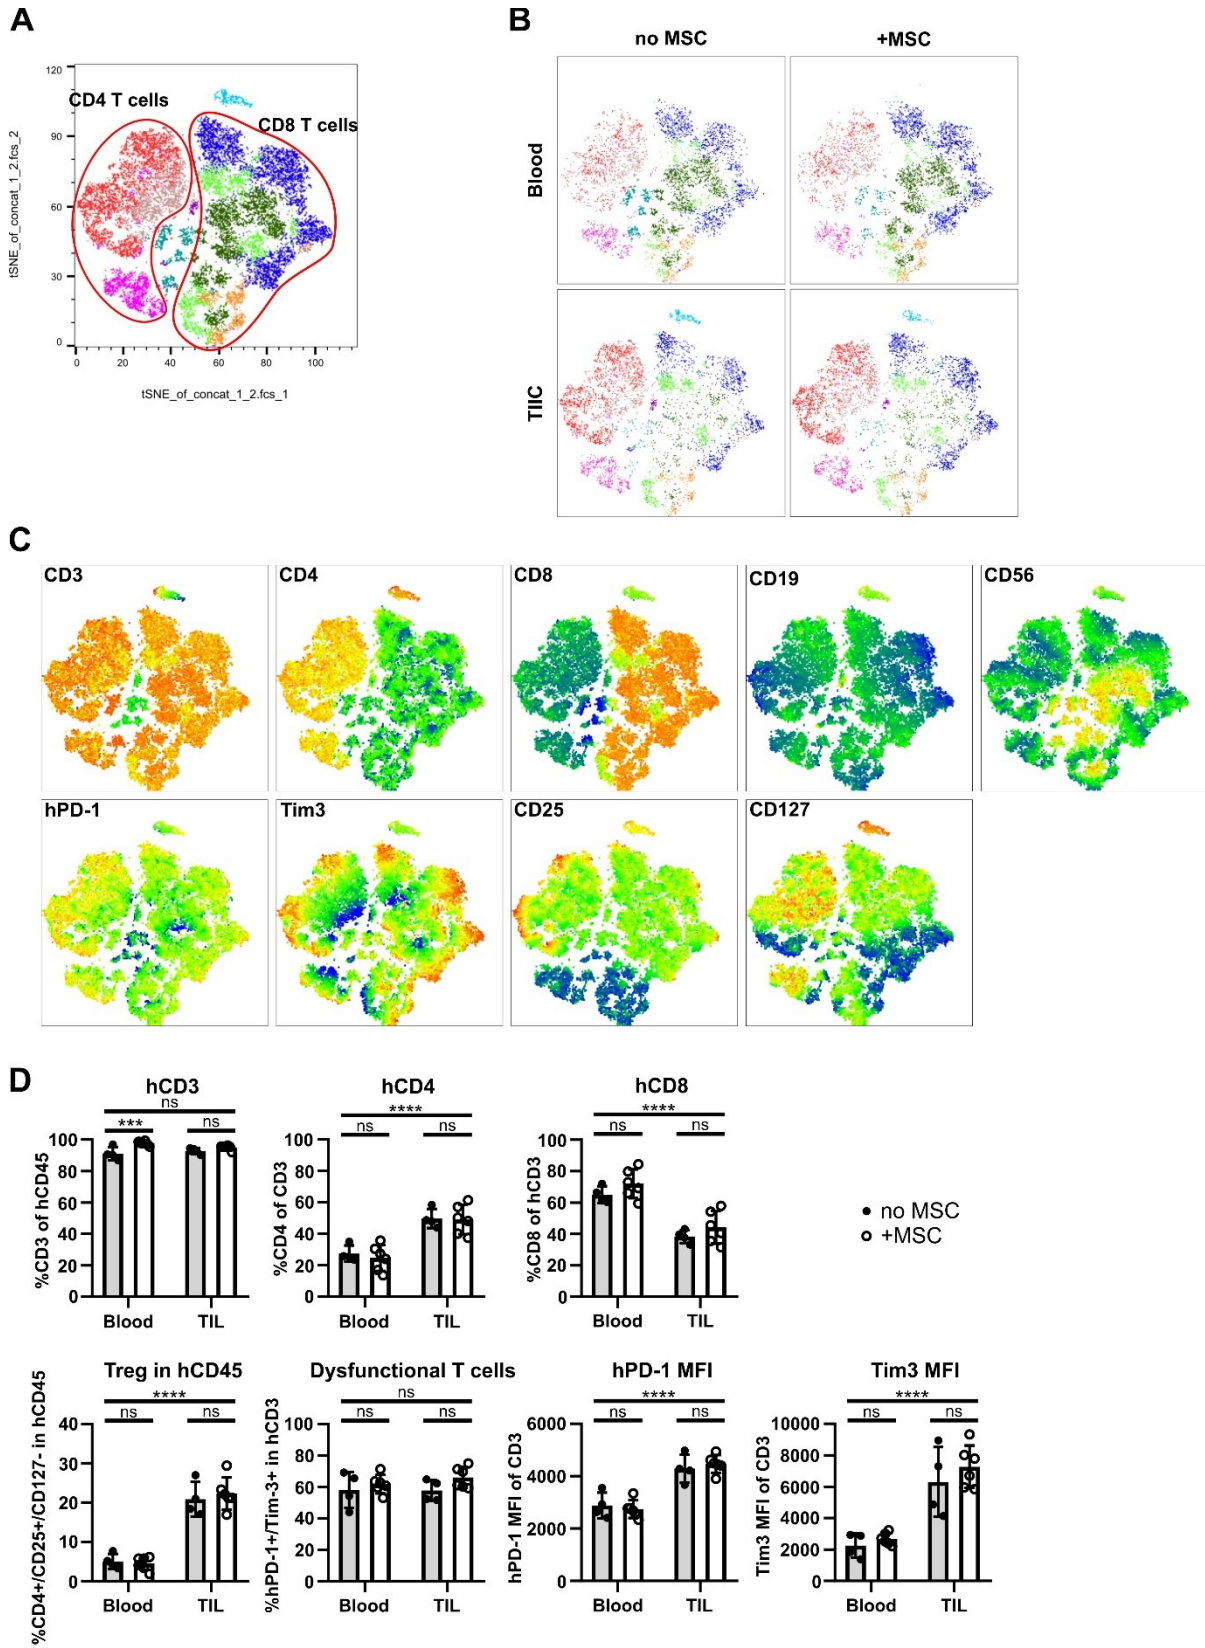 A
CD4 T cells
CD8 T cells
120
90
60
30
0
0 20 40 60 80 100
tSNE_of_concat_1_2.fcs_2
tSNE_of_concat_1_2.fcs_1
B
no MSC +MSC
Blood
TIIC
C
CD3 CD4 CD8 CD19 CD56
hPD-1 Tim3 CD25 CD127
D
hCD3
ns
*** ns
%CD3 of hCD45
100
80
60
40
20
0
Blood TIL
hCD4
****
ns ns
%CD4 of CD3
100
80
60
40
20
0
Blood TIL
hCD8
****
ns ns
%CD8 of hCD3
100
80
60
40
20
0
Blood TIL
no MSC
+MSC
Treg in hCD45
****
ns ns
%CD4+/CD25+/CD127- in hCD45
40
30
20
10
0
Blood TIL
Dysfunctional T cells
ns
ns ns
%hPD-1+/Tim-3+ in hCD3
100
80
60
40
20
0
Blood TIL
hPD-1 MFI
****
ns ns
hPD-1 MFI of CD3
6000
4000
2000
0
Blood TIL
Tim3 MFI
****
ns ns
Tim3 MFI of CD3
10000
8000
6000
4000
2000
0
Blood TIL